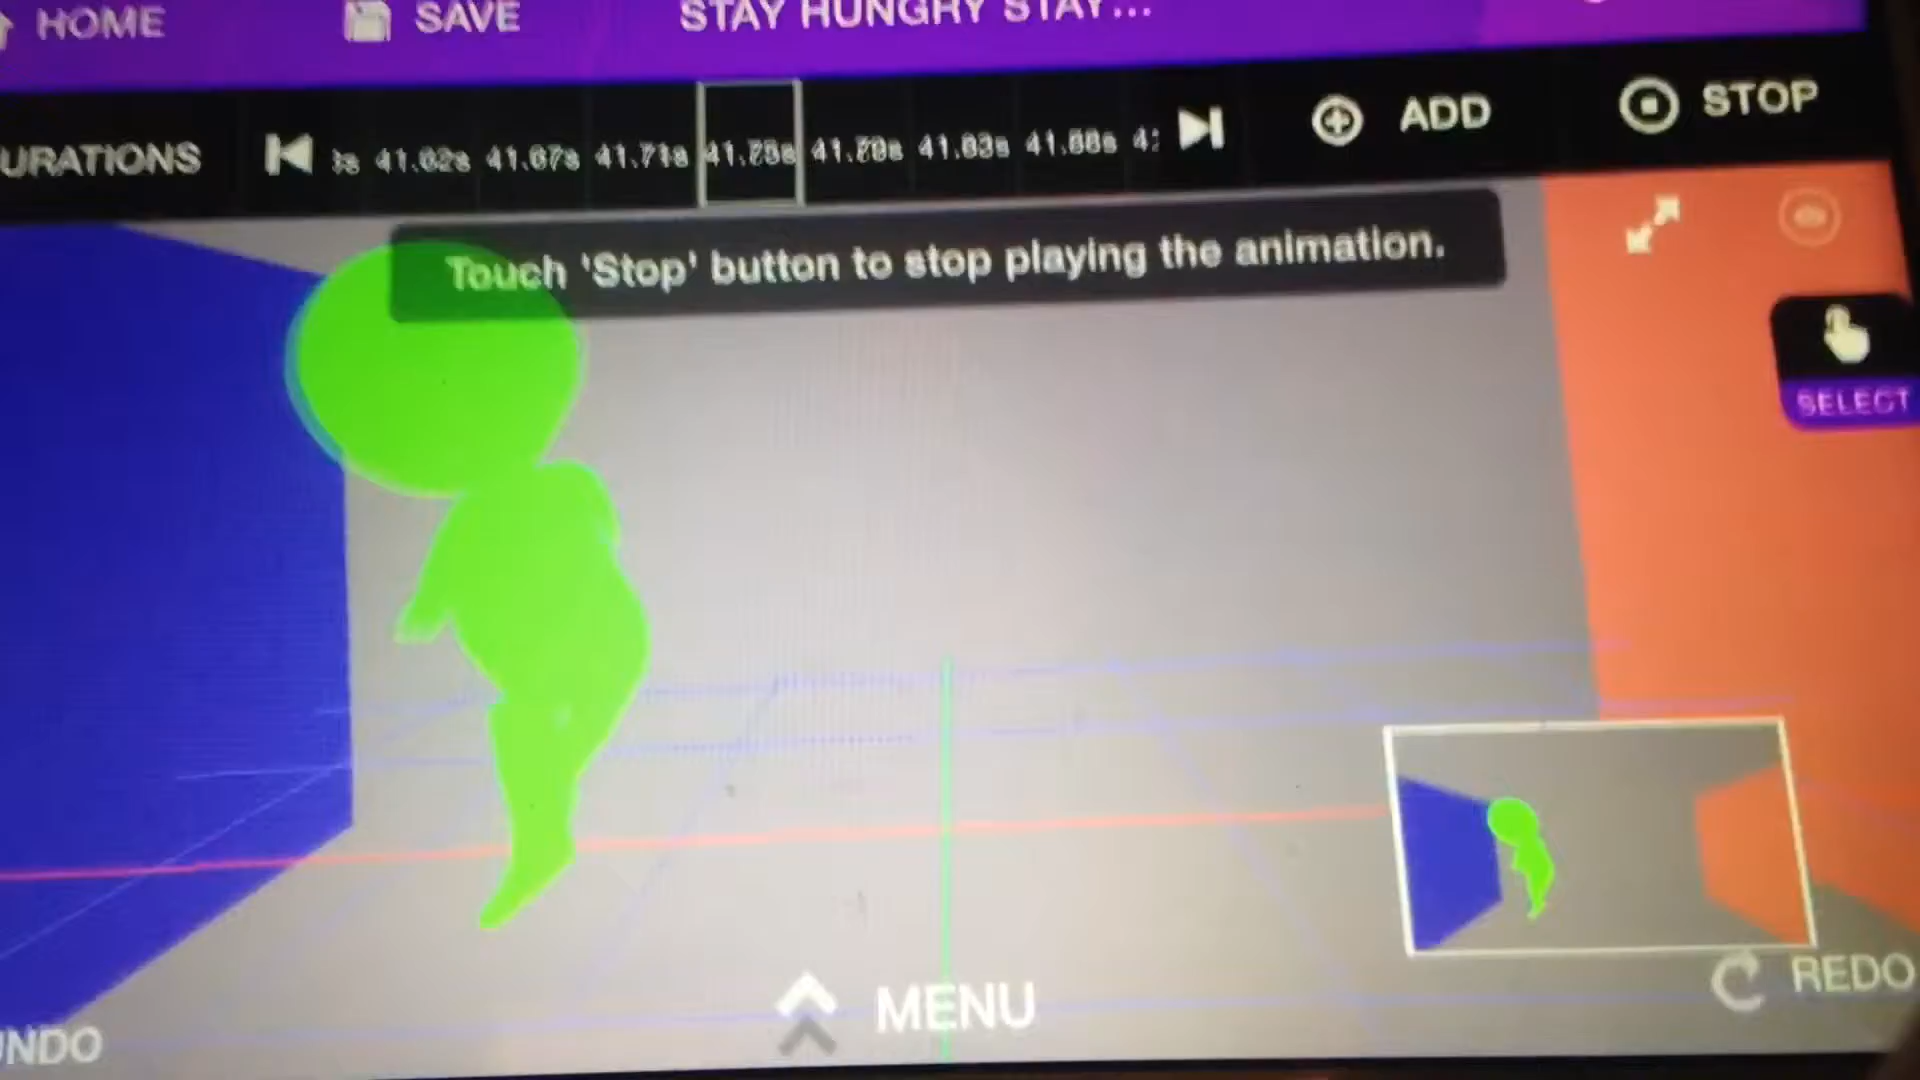 HOME
SAVE
STAY HUNGRY STAY...
URATIONS
41.62s 41.67s 41.71s 41.75s 41.79s 41.83s 41.88s
ADD
STOP
Touch 'Stop' button to stop playing the animation.
SELECT
MENU
REDO
UNDO